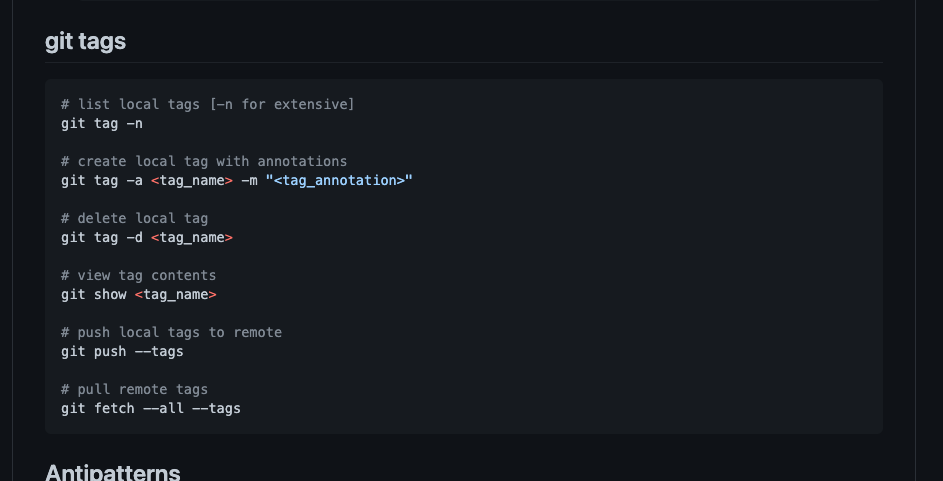 git tags
# list local tags [-n for extensive]
git tag -n
# create local tag with annotations
git tag -a <tag_name> -m "<tag_annotation>"
# delete local tag
git tag -d <tag_name>
# view tag contents
git show <tag_name>
# push local tags to remote
git push --tags
# pull remote tags
git fetch --all --tags
Antipatterns